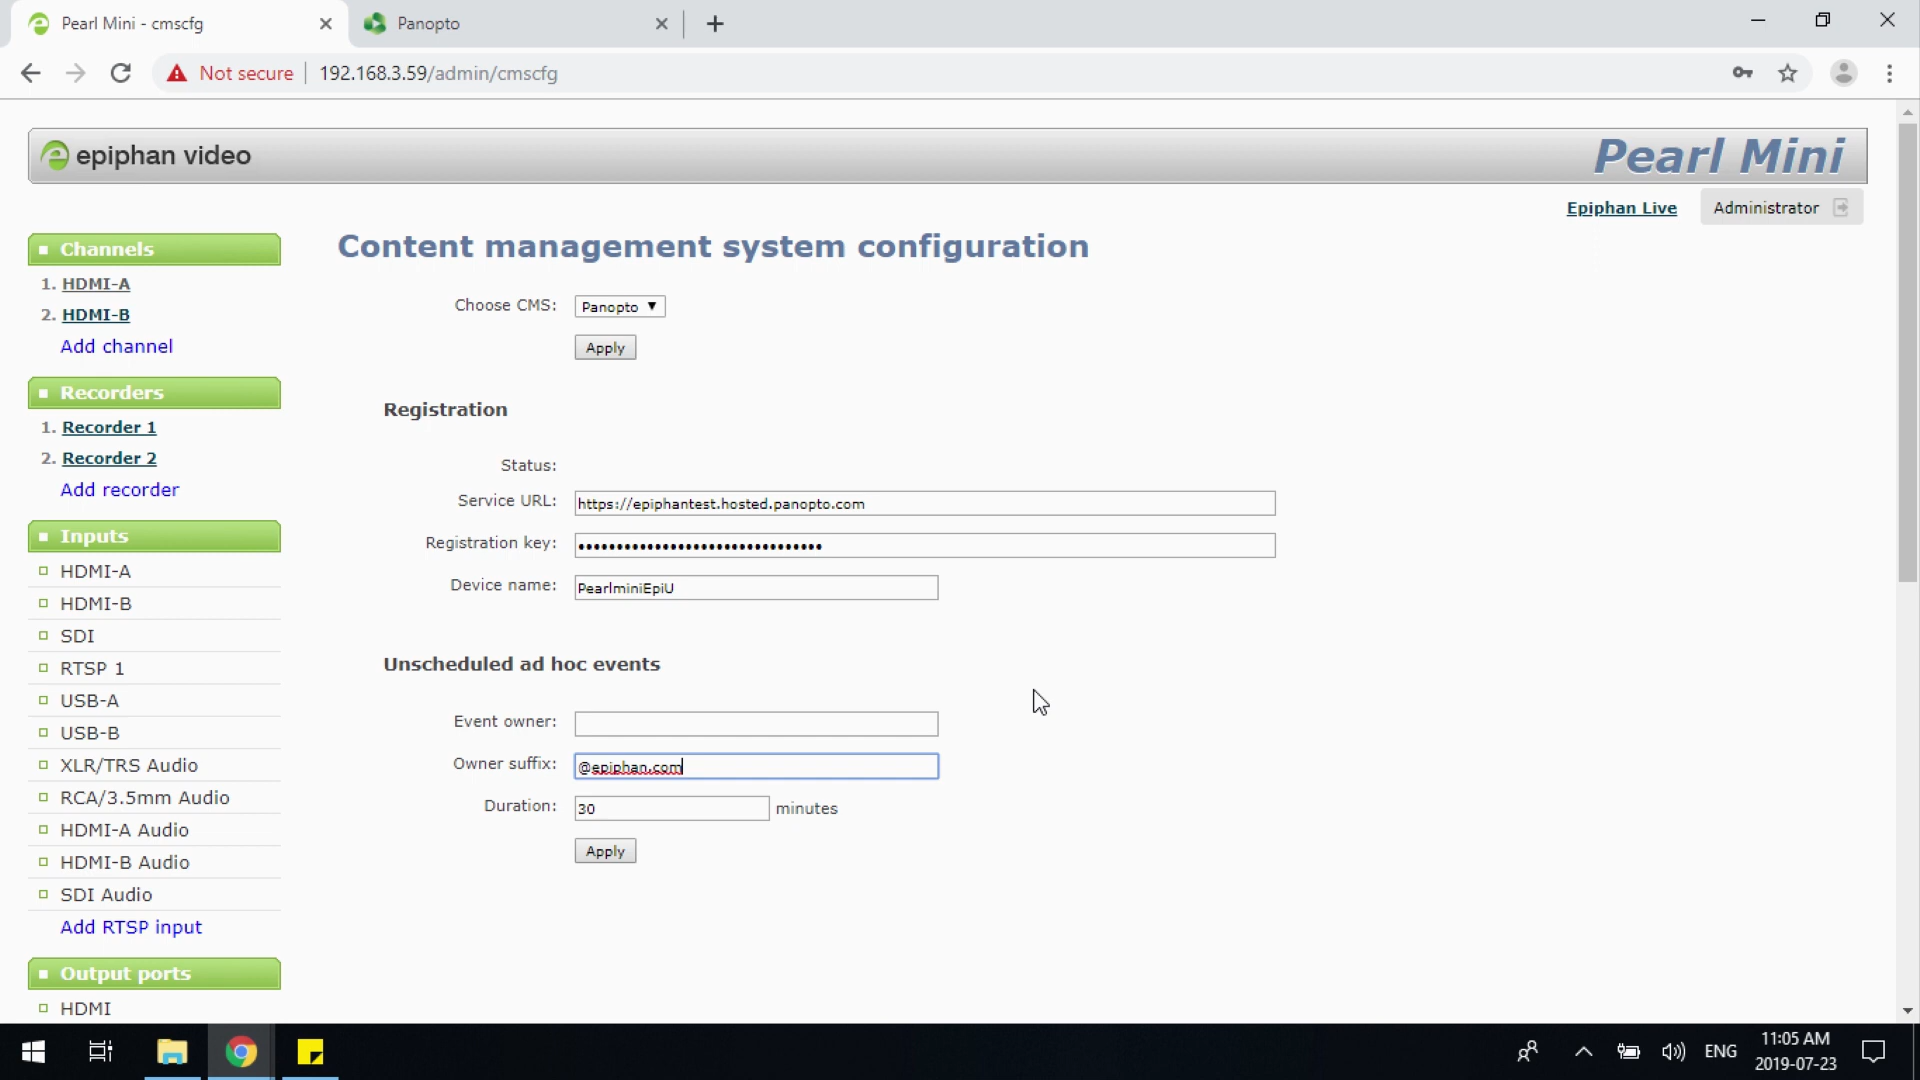 Pearl Mini - cmscfg
Panopto
Not secure
192.168.3.59/admin/cmscfg
epiphan video
Pearl Mini
Epiphan Live
Administrator
Channels
1. HDMI-A
2. HDMI-B
Add channel
Recorders
1. Recorder 1
2. Recorder 2
Add recorder
Inputs
HDMI-A
HDMI-B
SDI
RTSP 1
USB-A
USB-B
XLR/TRS Audio
RCA/3.5mm Audio
HDMI-A Audio
HDMI-B Audio
SDI Audio
Add RTSP input
Output ports
HDMI
Content management system configuration
Choose CMS: Panopto
Apply
Registration
Status:
Service URL: https://epiphantest.hosted.panopto.com
Registration key: ••••••••••••••••••••••••••••••••
Device name: PearlminiEpiU
Unscheduled ad hoc events
Event owner:
Owner suffix: @epiphan.com
Duration: 30 minutes
Apply
ENG
11:05 AM
2019-07-23